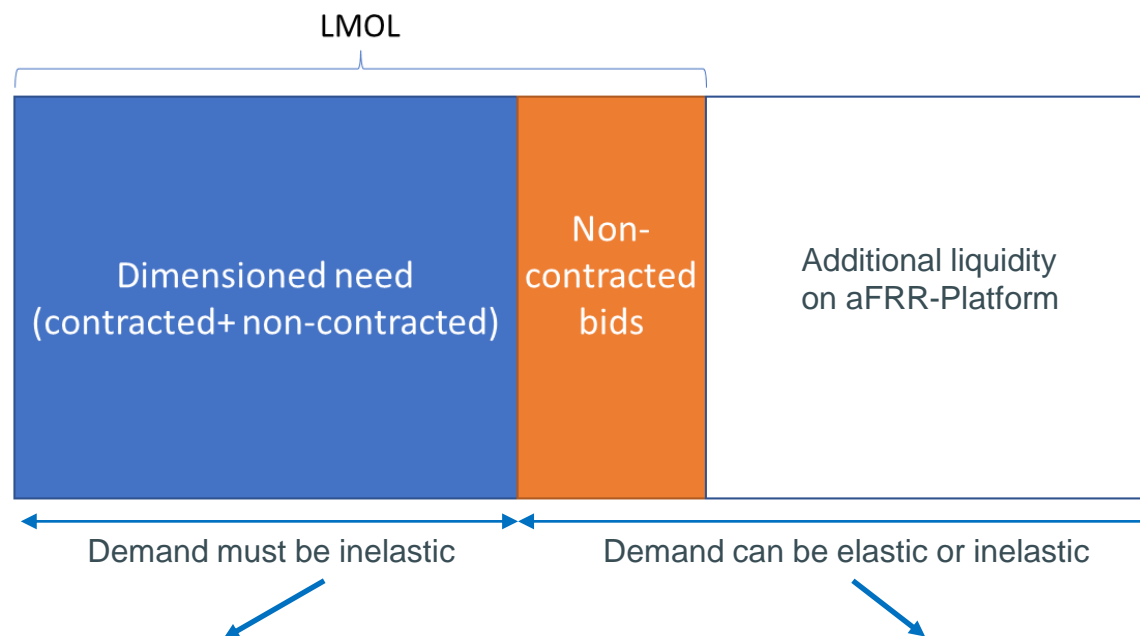 LMOL
Dimensioned need
(contracted+ non-contracted)
Non-
contracted
bids
Additional liquidity
on aFRR-Platform
Demand must be inelastic
Demand can be elastic or inelastic